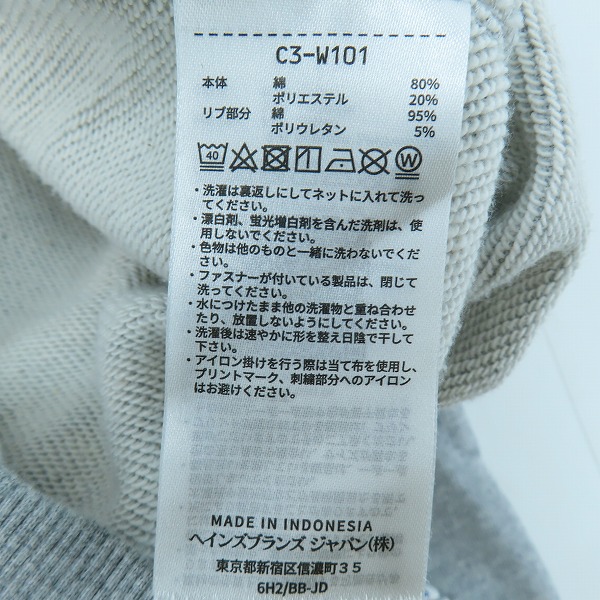 C3-W101
本体 綿 80%
ポリエステル 20%
リブ部分 綿 95%
ポリウレタン 5%
40 W
・洗濯は裏返しにしてネットに入れて洗っ
てください。
・漂白剤、蛍光増白剤を含んだ洗剤は、使
用しないでください。
・色物は他のものと一緒に洗わないでくだ
さい。
・ファスナーが付いている製品は、閉じて
洗ってください。
・水につけたまま他の洗濯物と重ね合わせ
たり、放置しないようにしてください。
・洗濯後は速やかに形を整え日陰で干して
下さい。
・アイロン掛けを行う際は当て布を使用し、
プリントマーク、刺繍部分へのアイロン
はお避けください。
MADE IN INDONESIA
ヘインズブランズ ジャパン(株)
東京都新宿区信濃町35
6H2/BB-JD